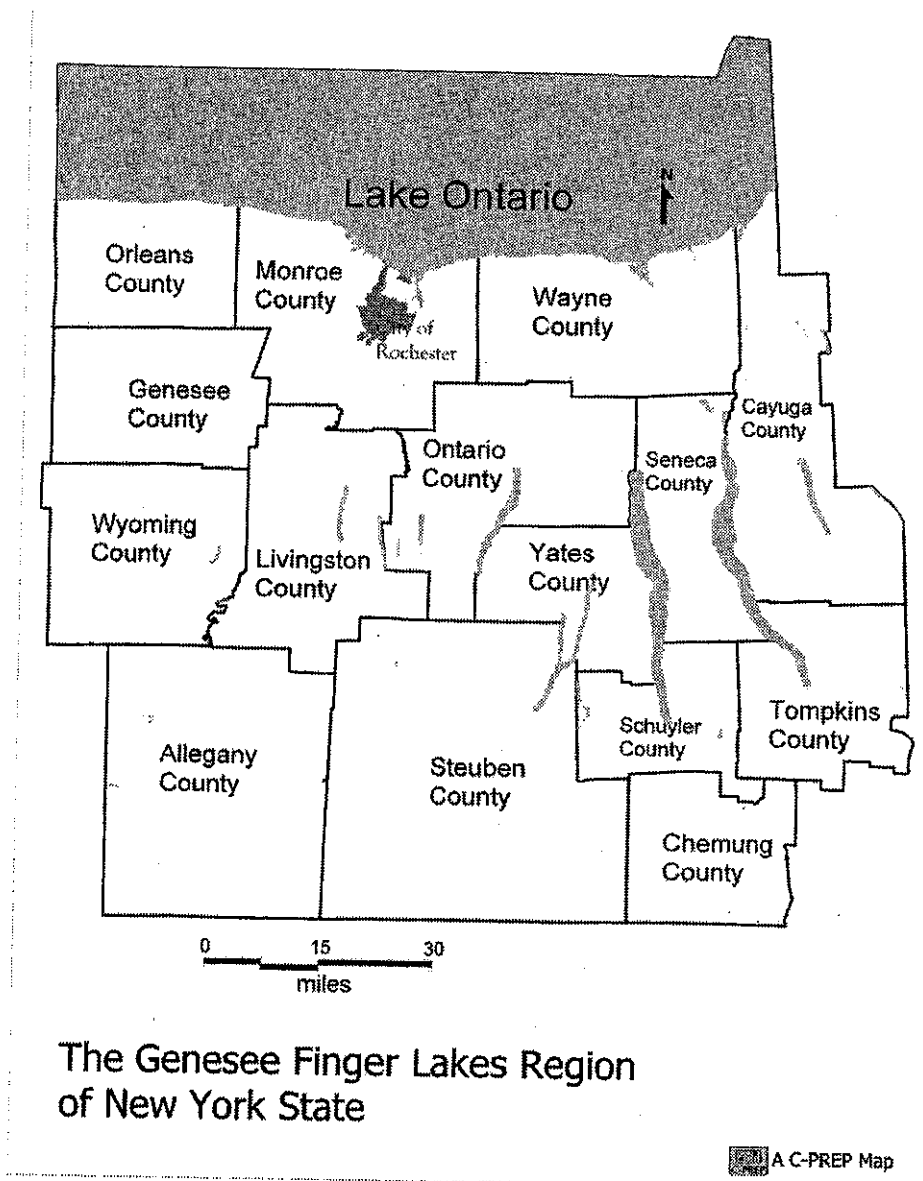 Lake Ontario
N
Orleans
County
Monroe
County
Wayne
County
City of
Rochester
Genesee
County
Cayuga
County
Ontario
County
Seneca
County
Wyoming
County
Livingston
County
Yates
County
Tompkins
County
Schuyler
County
Allegany
County
Steuben
County
Chemung
County
0 15 30
miles
The Genesee Finger Lakes Region
of New York State
A C-PREP Map